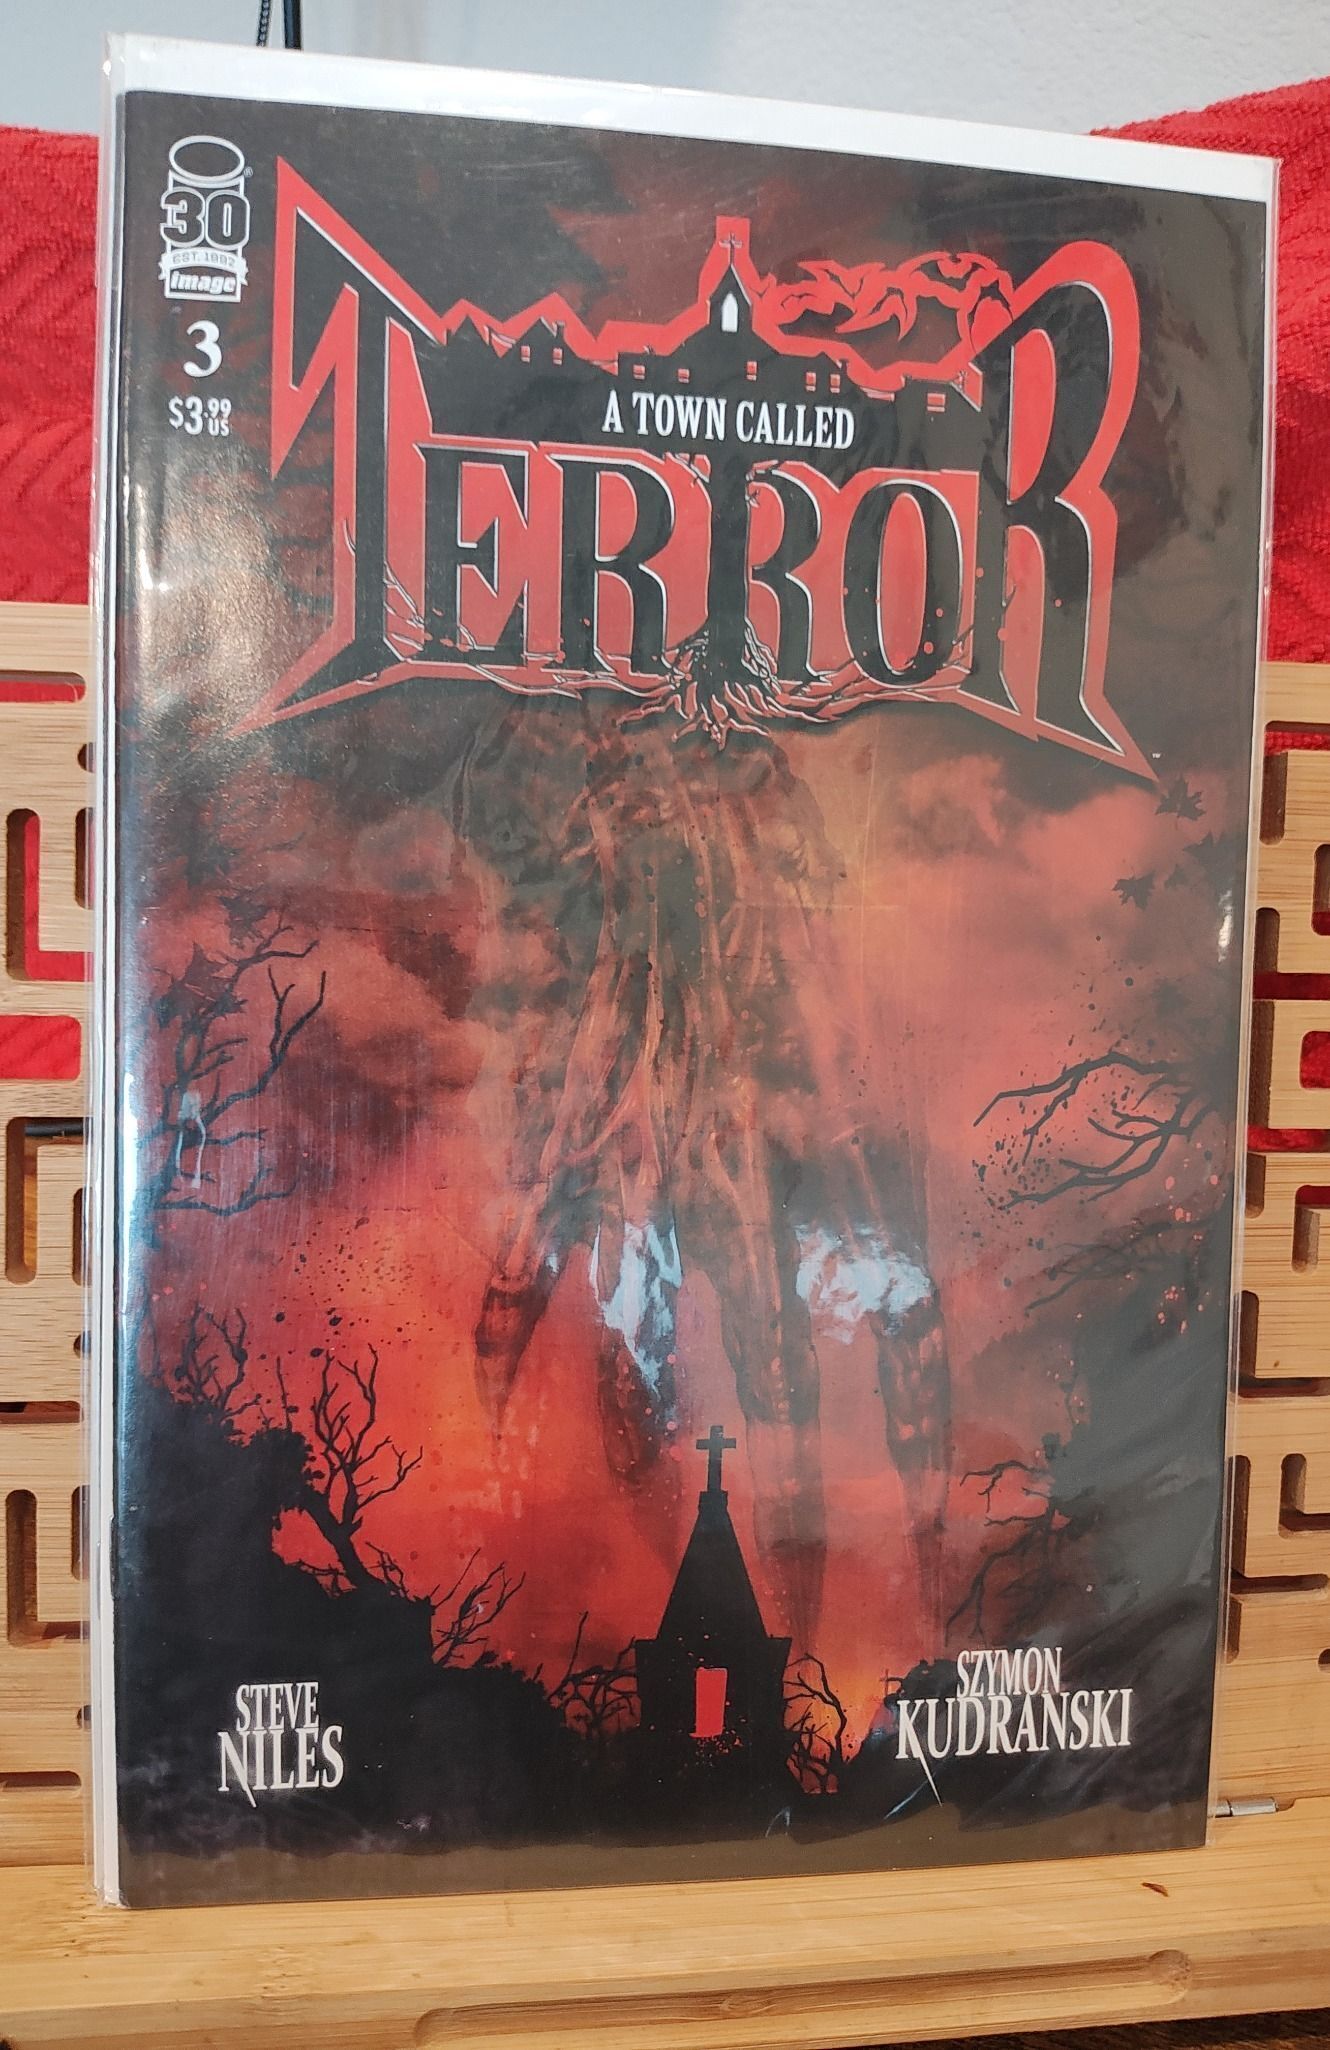 30
EST. 1992
image
3
$3.99
US
A TOWN CALLED
TERROR
STEVE
NILES
SZYMON
KUDRANSKI